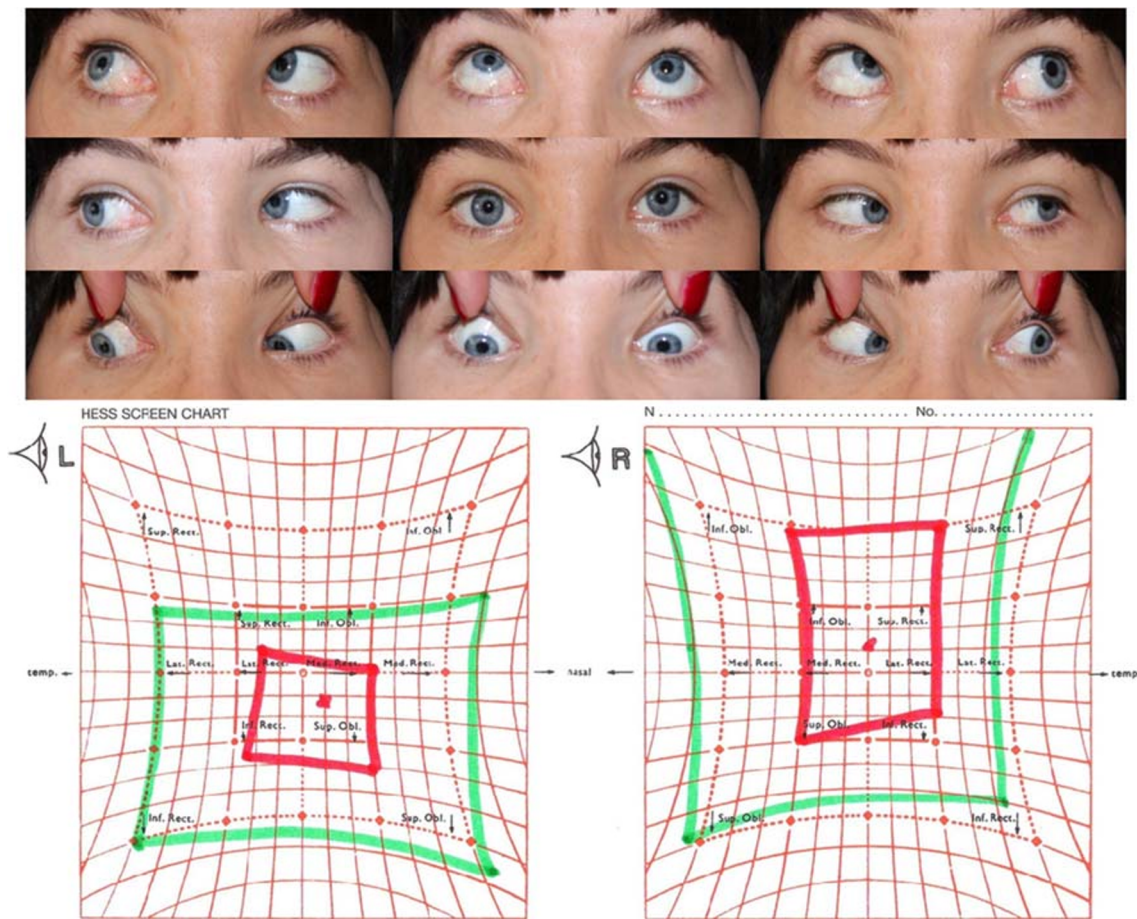 HESS SCREEN CHART
N
No.
L
R
Sup. Rect.
Inf. Obl.
Inf. Obl.
Sup. Rect.
Sup. Rect.
Inf. Obl.
Inf. Obl.
Sup. Rect.
Lat. Rect.
Lat. Rect.
Med. Rect.
Med. Rect.
Med. Rect.
Med. Rect.
Lat. Rect.
Lat. Rect.
temp.
nasal
temp.
Inf. Rect.
Sup. Obl.
Sup. Obl.
Inf. Rect.
Inf. Rect.
Sup. Obl.
Sup. Obl.
Inf. Rect.